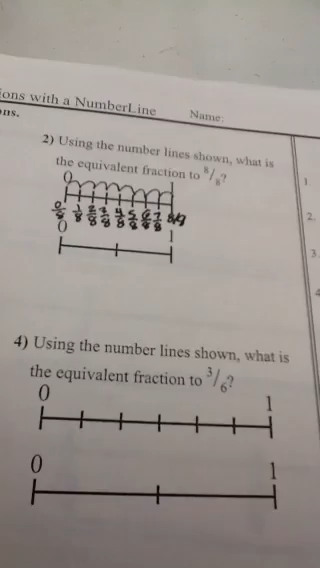 ions with a NumberLine Name:
ons.
2) Using the number lines shown, what is
the equivalent fraction to 8/8?
0 1
0/8 1/8 2/8 3/8 4/8 5/8 6/8 7/8 8/8
0 1
4) Using the number lines shown, what is
the equivalent fraction to 3/6?
0 1
0 1
1
2.
3